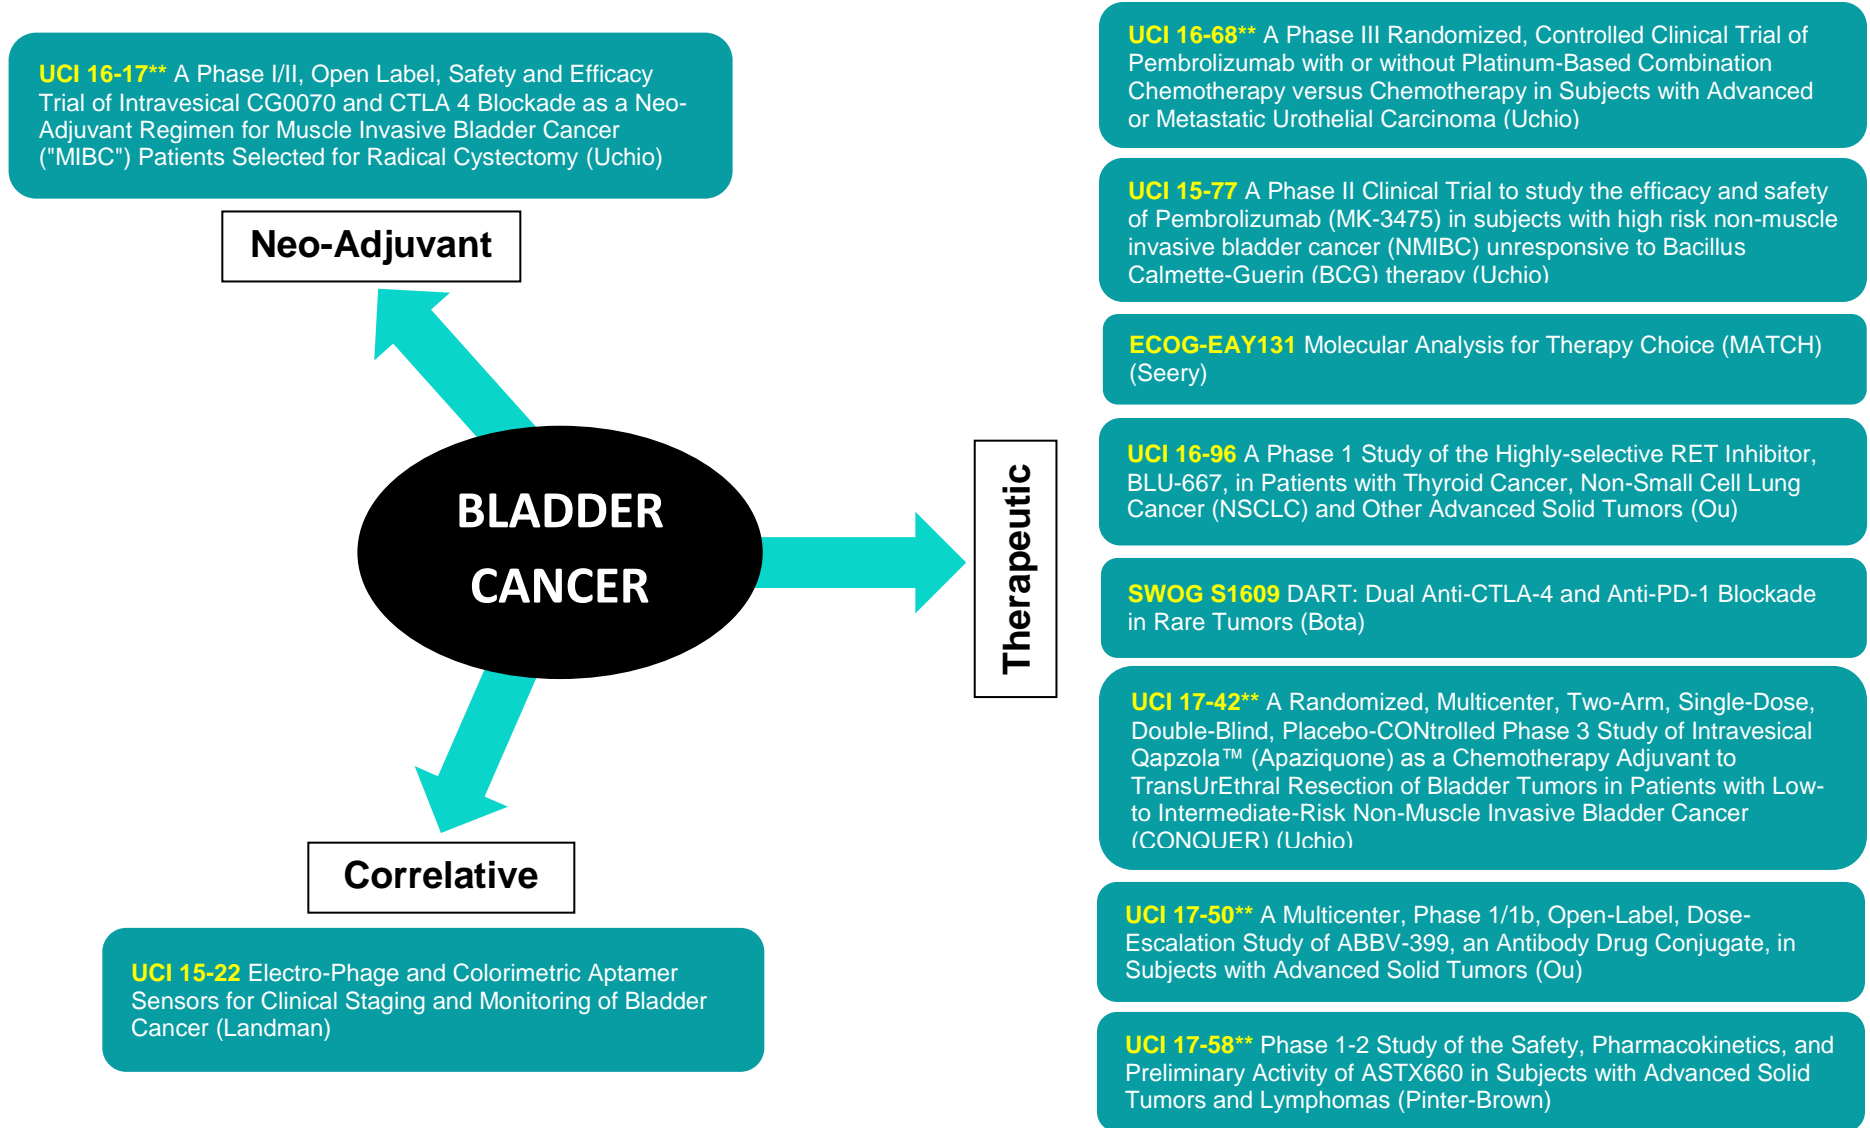 UCI 16-17** A Phase I/II, Open Label, Safety and Efficacy
Trial of Intravesical CG0070 and CTLA 4 Blockade as a Neo-
Adjuvant Regimen for Muscle Invasive Bladder Cancer
("MIBC") Patients Selected for Radical Cystectomy (Uchio)
Neo-Adjuvant
BLADDER
CANCER
Correlative
UCI 15-22 Electro-Phage and Colorimetric Aptamer
Sensors for Clinical Staging and Monitoring of Bladder
Cancer (Landman)
Therapeutic
UCI 16-68** A Phase III Randomized, Controlled Clinical Trial of
Pembrolizumab with or without Platinum-Based Combination
Chemotherapy versus Chemotherapy in Subjects with Advanced
or Metastatic Urothelial Carcinoma (Uchio)
UCI 15-77 A Phase II Clinical Trial to study the efficacy and safety
of Pembrolizumab (MK-3475) in subjects with high risk non-muscle
invasive bladder cancer (NMIBC) unresponsive to Bacillus
Calmette-Guerin (BCG) therapy (Uchio)
ECOG-EAY131 Molecular Analysis for Therapy Choice (MATCH)
(Seery)
UCI 16-96 A Phase 1 Study of the Highly-selective RET Inhibitor,
BLU-667, in Patients with Thyroid Cancer, Non-Small Cell Lung
Cancer (NSCLC) and Other Advanced Solid Tumors (Ou)
SWOG S1609 DART: Dual Anti-CTLA-4 and Anti-PD-1 Blockade
in Rare Tumors (Bota)
UCI 17-42** A Randomized, Multicenter, Two-Arm, Single-Dose,
Double-Blind, Placebo-CONtrolled Phase 3 Study of Intravesical
Qapzola™ (Apaziquone) as a Chemotherapy Adjuvant to
TransUrEthral Resection of Bladder Tumors in Patients with Low-
to Intermediate-Risk Non-Muscle Invasive Bladder Cancer
(CONQUER) (Uchio)
UCI 17-50** A Multicenter, Phase 1/1b, Open-Label, Dose-
Escalation Study of ABBV-399, an Antibody Drug Conjugate, in
Subjects with Advanced Solid Tumors (Ou)
UCI 17-58** Phase 1-2 Study of the Safety, Pharmacokinetics, and
Preliminary Activity of ASTX660 in Subjects with Advanced Solid
Tumors and Lymphomas (Pinter-Brown)